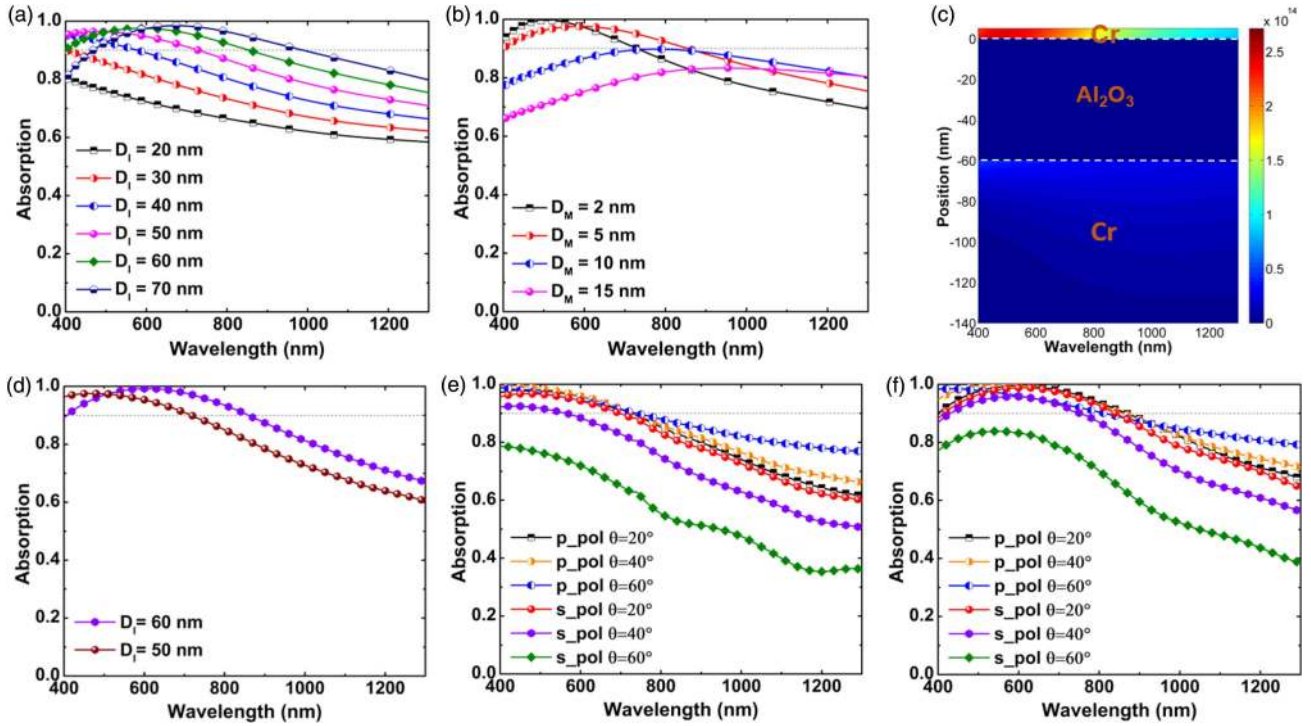 (a)
Absorption
1.0
0.8
0.6
0.4
0.2
0.0
D_I = 20 nm
D_I = 30 nm
D_I = 40 nm
D_I = 50 nm
D_I = 60 nm
D_I = 70 nm
400 600 800 1000 1200
Wavelength (nm)
(b)
Absorption
1.0
0.8
0.6
0.4
0.2
0.0
D_M = 2 nm
D_M = 5 nm
D_M = 10 nm
D_M = 15 nm
400 600 800 1000 1200
Wavelength (nm)
(c)
x 10^14
Cr
Al₂O₃
Cr
Position (nm)
0
-20
-40
-60
-80
-100
-120
-140
400 600 800 1000 1200
Wavelength (nm)
2.5
2
1.5
1
0.5
0
(d)
Absorption
1.0
0.8
0.6
0.4
0.2
0.0
D_I= 60 nm
D_I= 50 nm
400 600 800 1000 1200
Wavelength (nm)
(e)
Absorption
1.0
0.8
0.6
0.4
0.2
0.0
p_pol θ=20°
p_pol θ=40°
p_pol θ=60°
s_pol θ=20°
s_pol θ=40°
s_pol θ=60°
400 600 800 1000 1200
Wavelength (nm)
(f)
Absorption
1.0
0.8
0.6
0.4
0.2
0.0
p_pol θ=20°
p_pol θ=40°
p_pol θ=60°
s_pol θ=20°
s_pol θ=40°
s_pol θ=60°
400 600 800 1000 1200
Wavelength (nm)